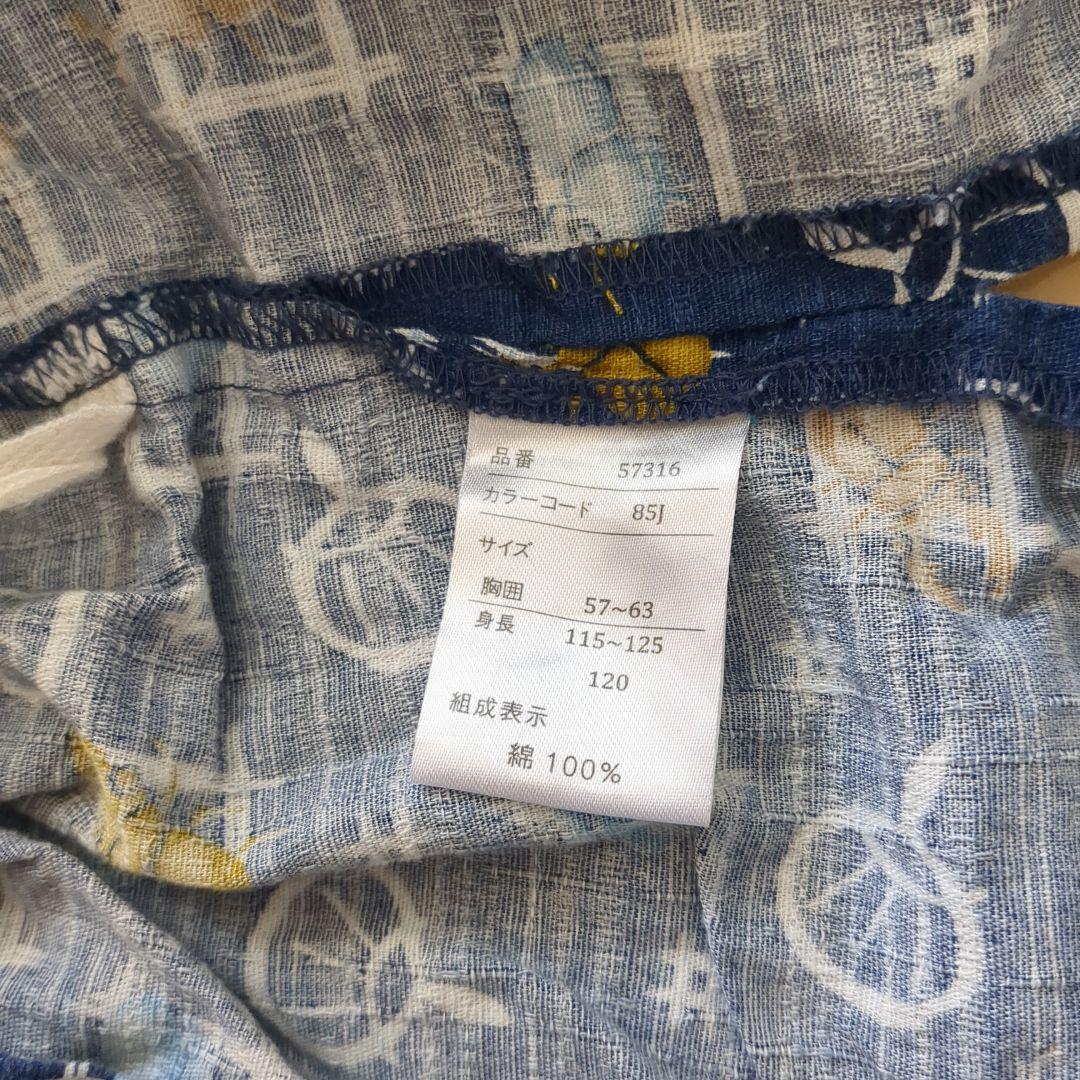 品番 57316
カラーコード 85J
サイズ
胸囲 57~63
身長 115~125
120
組成表示
綿 100%